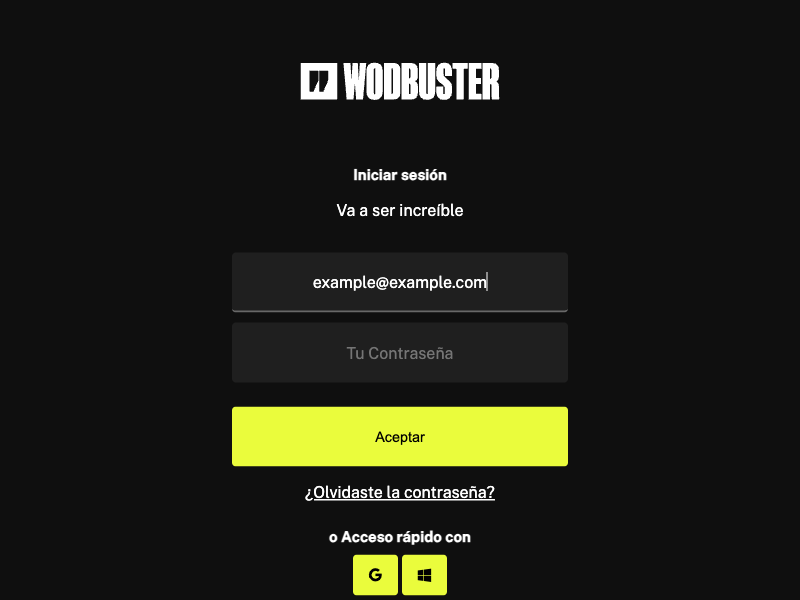 WODBUSTER
Iniciar sesión
Va a ser increíble
example@example.com
Tu Contraseña
Aceptar
¿Olvidaste la contraseña?
o Acceso rápido con